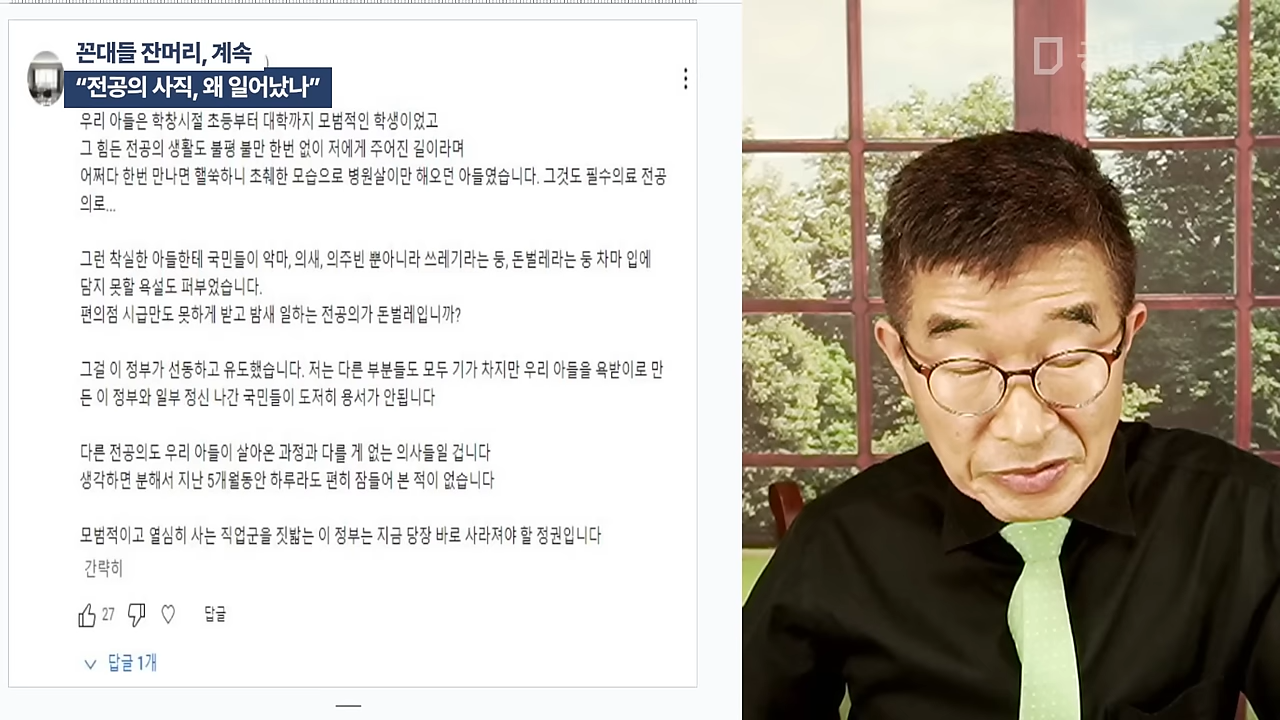 꼰대들 잔머리, 계속
“전공의 사직, 왜 일어났나”
우리 아들은 학창시절 초등부터 대학까지 모범적인 학생이었고
그 힘든 전공의 생활도 불평 불만 한번 없이 저에게 주어진 길이라며
어쩌다 한번 만나면 핼쑥하니 초췌한 모습으로 병원살이만 해오던 아들였습니다. 그것도 필수의료 전공
의로...
그런 착실한 아들한테 국민들이 악마, 의새, 의주빈 뿐아니라 쓰레기라는 둥, 돈벌레라는 둥 차마 입에
담지 못할 욕설도 퍼부었습니다.
편의점 시급만도 못하게 받고 밤새 일하는 전공의가 돈벌레입니까?
그걸 이 정부가 선동하고 유도했습니다. 저는 다른 부분들도 모두 기가 차지만 우리 아들을 욕받이로 만
든 이 정부와 일부 정신 나간 국민들이 도저히 용서가 안됩니다
다른 전공의도 우리 아들이 살아온 과정과 다를 게 없는 의사들일 겁니다
생각하면 분해서 지난 5개월동안 하루라도 편히 잠들어 본 적이 없습니다
모범적이고 열심히 사는 직업군을 짓밟는 이 정부는 지금 당장 바로 사라져야 할 정권입니다
간략히
27 답글
답글 1개